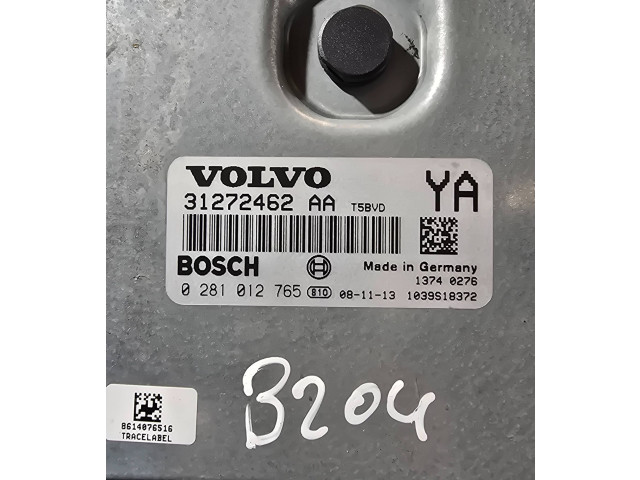 VOLVO
31272462 AA T5BVD
YA
BOSCH
Made in Germany
1374 0276
0 281 012 765 810 08-11-13 1039S18372
B204
8614076516
TRACELABEL